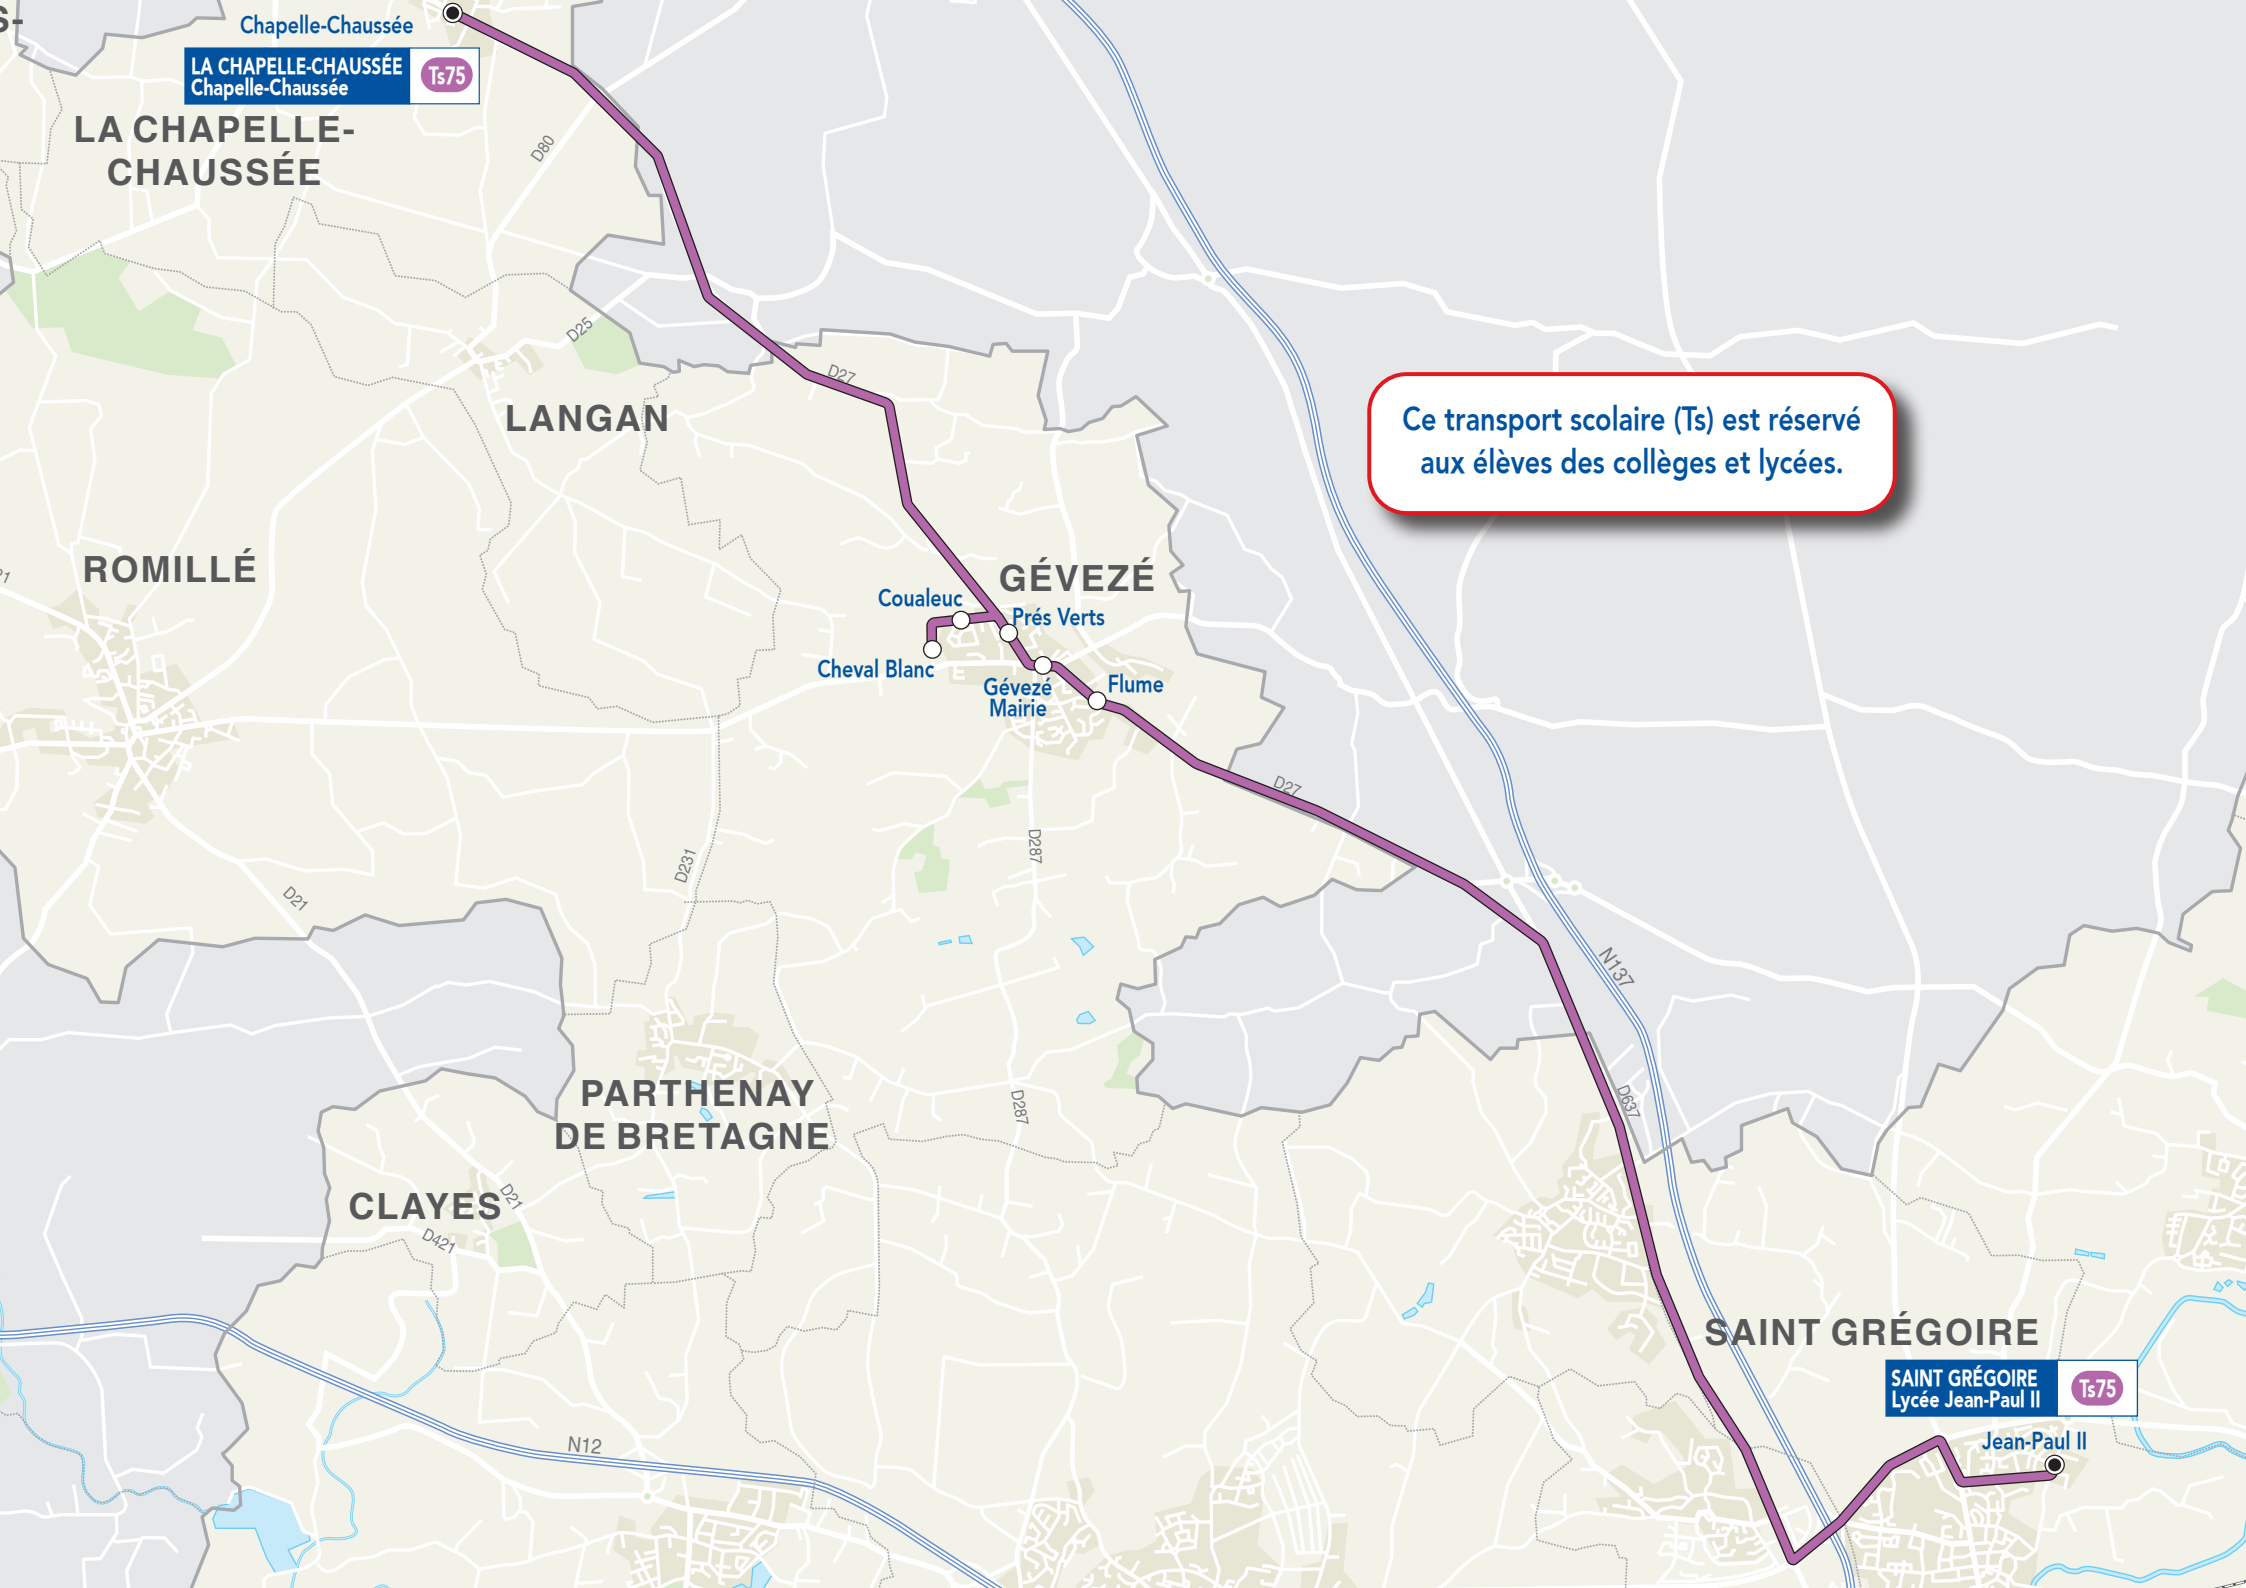 S-
Chapelle-Chaussée
LA CHAPELLE-CHAUSSÉE
Chapelle-Chaussée
Ts75
LA CHAPELLE-
CHAUSSÉE
D80
D25
D27
LANGAN
Ce transport scolaire (Ts) est réservé
aux élèves des collèges et lycées.
ROMILLÉ
21
GÉVEZÉ
Coualeuc
Prés Verts
Cheval Blanc
Gévezé
Mairie
Flume
D27
D287
D231
D21
N137
PARTHENAY
DE BRETAGNE
D287
D637
CLAYES
D21
D421
SAINT GRÉGOIRE
SAINT GRÉGOIRE
Lycée Jean-Paul II
Ts75
Jean-Paul II
N12